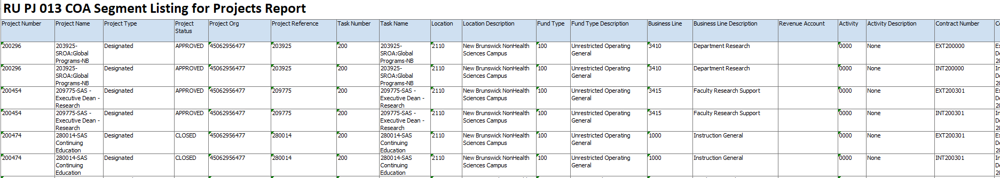 RU PJ 013 COA Segment Listing for Projects Report
Project Number Project Name Project Type Project Status Project Org Project Reference Task Number Task Name Location Location Description Fund Type Fund Type Description Business Line Business Line Description Revenue Account Activity Activity Description Contract Number
200296 203925-SROA:Global Programs-NB Designated APPROVED 45062956477 203925 200 203925-SROA:Global Programs-NB 2110 New Brunswick NonHealth Sciences Campus 100 Unrestricted Operating General 3410 Department Research 0000 None EXT200000
200296 203925-SROA:Global Programs-NB Designated APPROVED 45062956477 203925 200 203925-SROA:Global Programs-NB 2110 New Brunswick NonHealth Sciences Campus 100 Unrestricted Operating General 3410 Department Research 0000 None INT200000
200454 209775-SAS - Executive Dean - Research Designated APPROVED 45062956477 209775 200 209775-SAS - Executive Dean - Research 2110 New Brunswick NonHealth Sciences Campus 100 Unrestricted Operating General 3415 Faculty Research Support 0000 None EXT200301
200454 209775-SAS - Executive Dean - Research Designated APPROVED 45062956477 209775 200 209775-SAS - Executive Dean - Research 2110 New Brunswick NonHealth Sciences Campus 100 Unrestricted Operating General 3415 Faculty Research Support 0000 None INT200301
200474 280014-SAS Continuing Education Designated CLOSED 45062956477 280014 200 280014-SAS Continuing Education 2110 New Brunswick NonHealth Sciences Campus 100 Unrestricted Operating General 1000 Instruction General 0000 None EXT200301
200474 280014-SAS Continuing Education Designated CLOSED 45062956477 280014 200 280014-SAS Continuing Education 2110 New Brunswick NonHealth Sciences Campus 100 Unrestricted Operating General 1000 Instruction General 0000 None INT200301